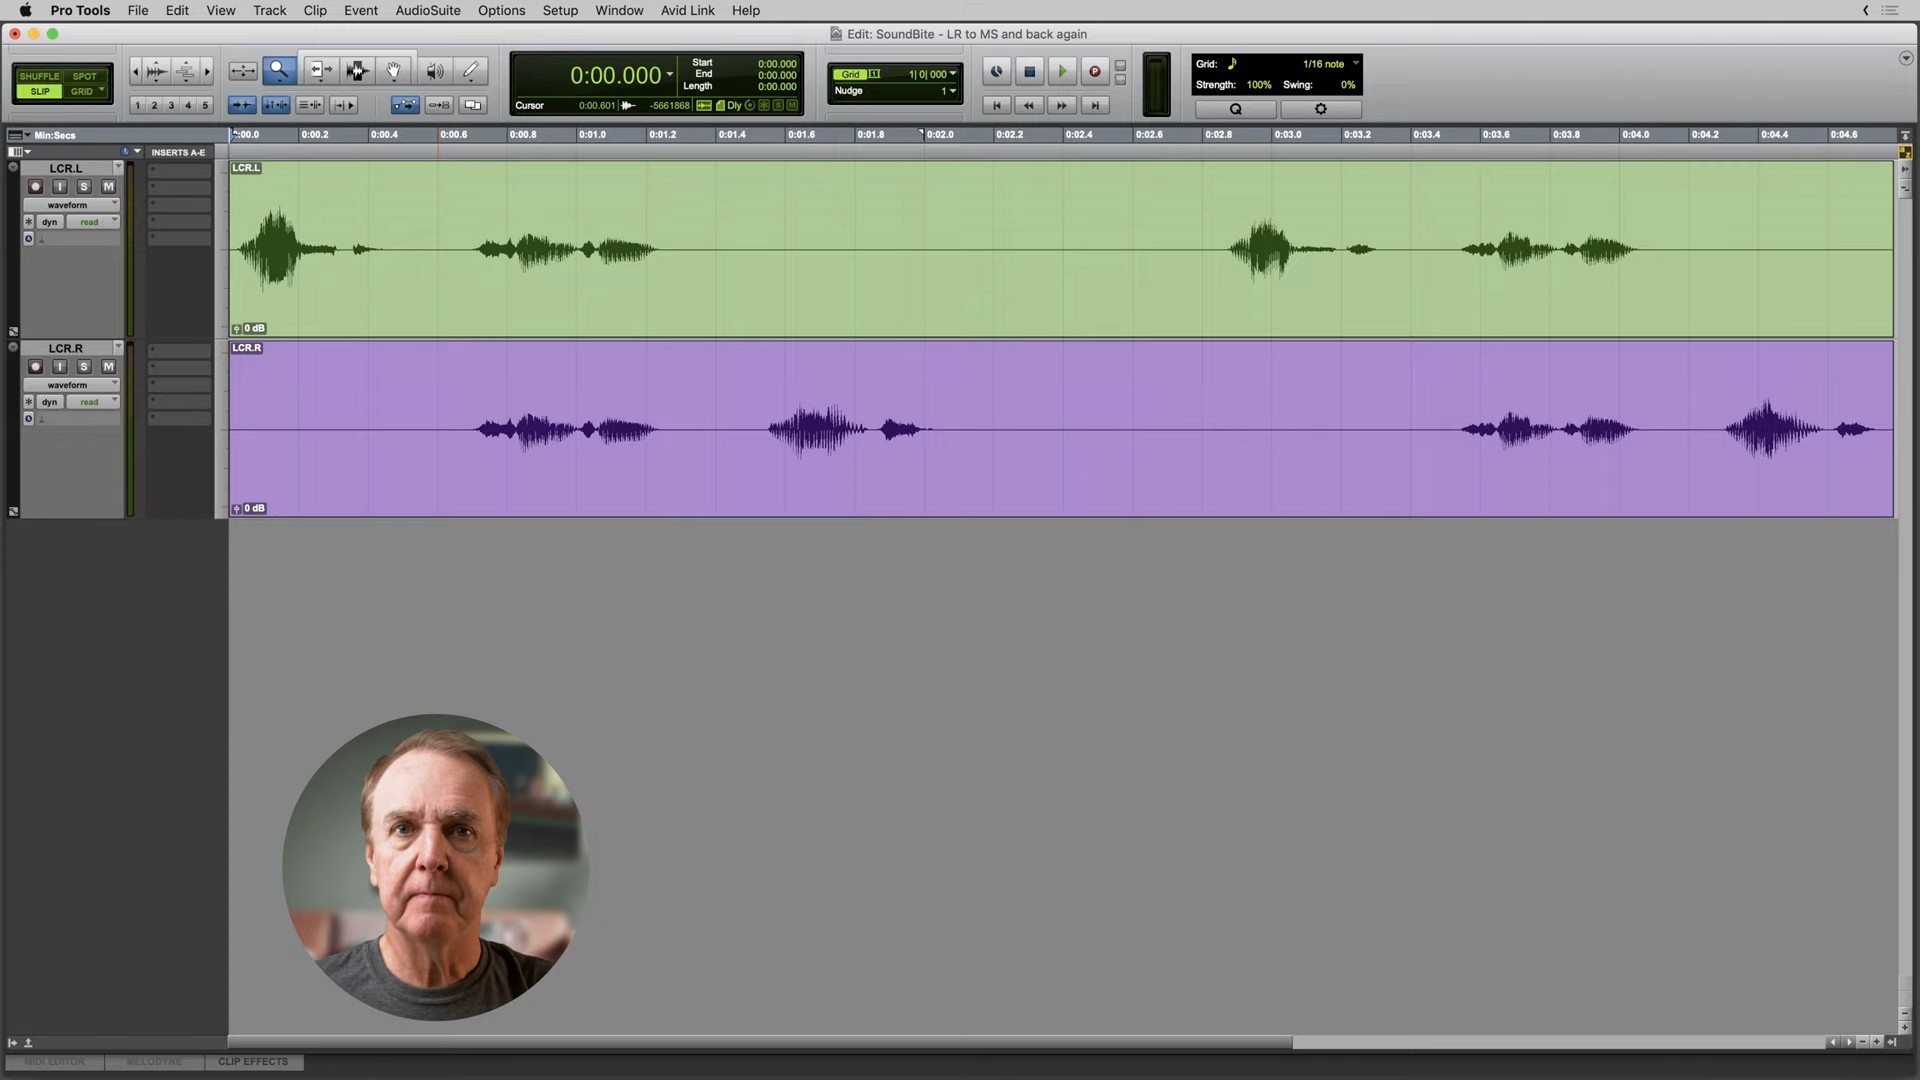 Pro Tools File Edit View Track Clip Event AudioSuite Options Setup Window Avid Link Help
Edit: SoundBite - LR to MS and back again
SHUFFLE SPOT
SLIP GRID
1 2 3 4 5
0:00.000
Start 0:00.000
End 0:00.000
Length 0:00.000
Cursor 0:00.601 -5661868 Dly S M
Grid 1| 0| 000
Nudge 1
P
Grid: 1/16 note
Strength: 100% Swing: 0%
Q
Min:Secs
:00.0 0:00.2 0:00.4 0:00.6 0:00.8 0:01.0 0:01.2 0:01.4 0:01.6 0:01.8 0:02.0 0:02.2 0:02.4 0:02.6 0:02.8 0:03.0 0:03.2 0:03.4 0:03.6 0:03.8 0:04.0 0:04.2 0:04.4 0:04.6
INSERTS A-E
LCR.L
I S M
waveform
dyn read
LCR.L
0 dB
LCR.R
I S M
waveform
dyn read
LCR.R
0 dB
MIDI EDITOR MELODYNE CLIP EFFECTS